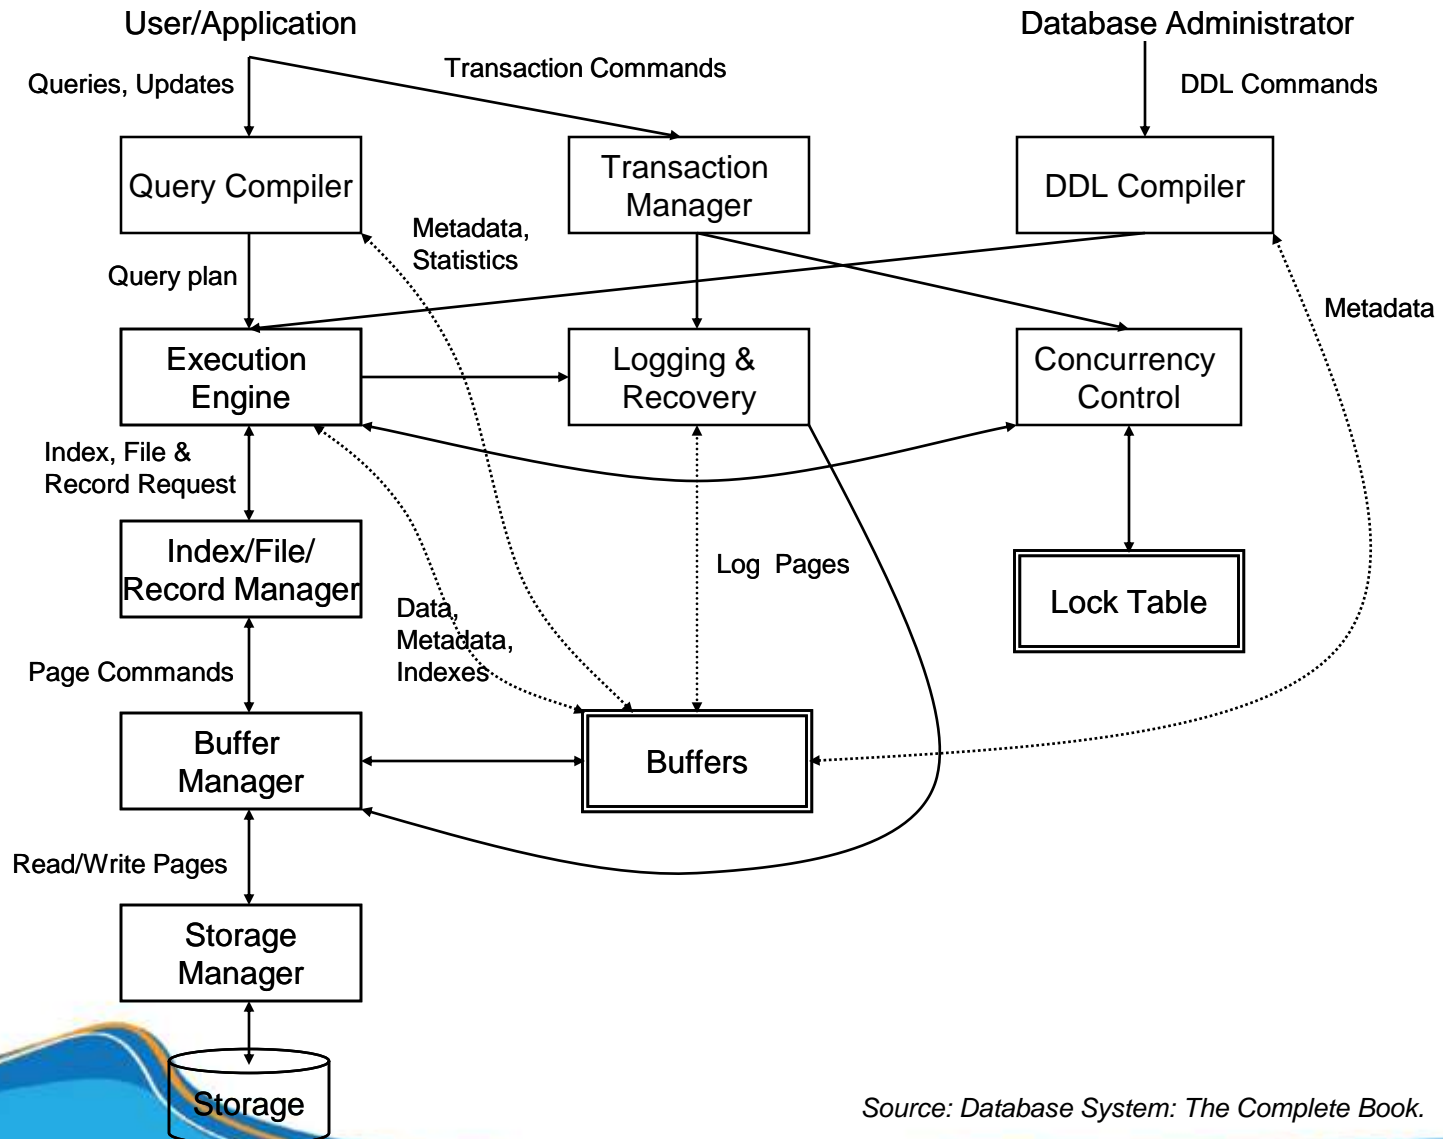 User/Application
Database Administrator
Queries, Updates
Transaction Commands
DDL Commands
Query Compiler
Transaction
Manager
DDL Compiler
Metadata,
Statistics
Query plan
Metadata
Execution
Engine
Logging &
Recovery
Concurrency
Control
Index, File &
Record Request
Index/File/
Record Manager
Log Pages
Lock Table
Data,
Metadata,
Indexes
Page Commands
Buffer
Manager
Buffers
Read/Write Pages
Storage
Manager
Storage
Source: Database System: The Complete Book.